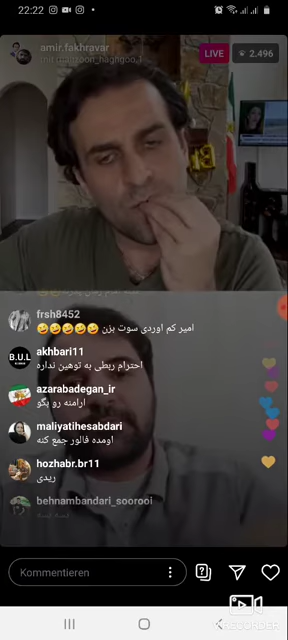 22:22
amir.fakhravar
LIVE
2.496
frsh8452
امیر کم اوردی سوت بزن 🤣🤣🤣🤣🤣
B.U.L
akhbari11
احترام ربطی به توهین نداره
azarabadegan_ir
ارامنه رو بگو
maliyatihesabdari
اومده فالور جمع کنه
hozhabr.br11
ریدی
behnambandari_soorooi
Kommentieren
RECORDER